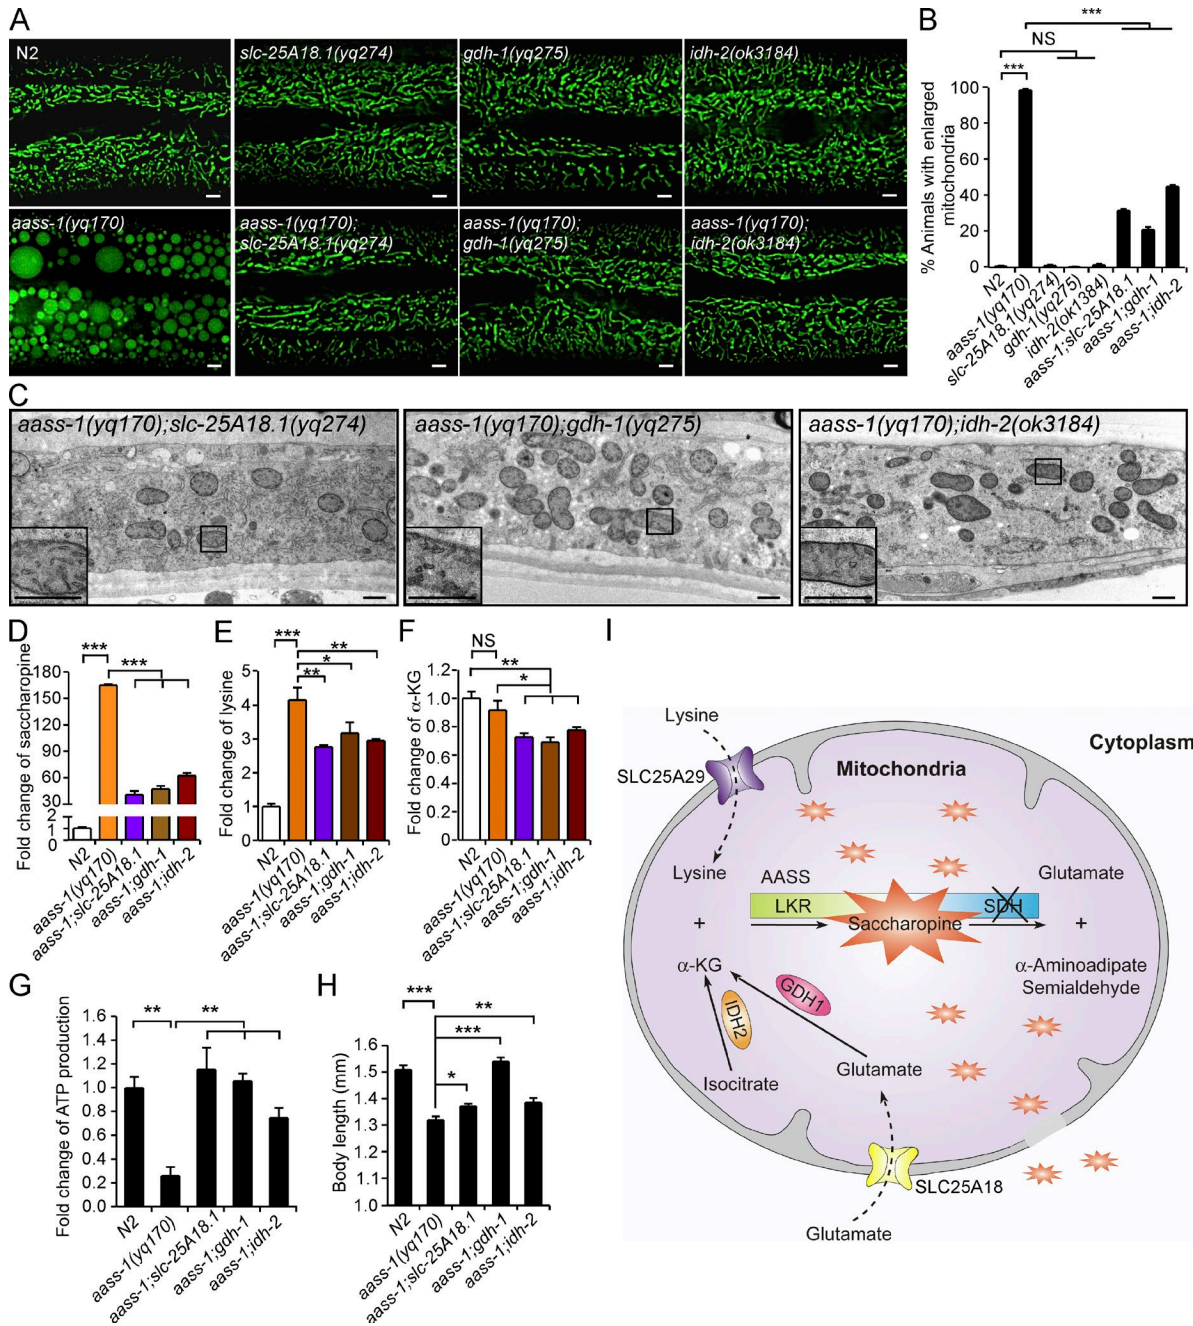 A
N2
slc-25A18.1(yq274)
gdh-1(yq275)
idh-2(ok3184)
aass-1(yq170)
aass-1(yq170);
slc-25A18.1(yq274)
aass-1(yq170);
gdh-1(yq275)
aass-1(yq170);
idh-2(ok3184)
B
***
NS
***
% Animals with enlarged
mitochondria
100
80
60
40
20
0
N2
aass-1(yq170)
slc-25A18.1(yq274)
gdh-1(yq275)
idh-2(ok1384)
aass-1;slc-25A18.1
aass-1;gdh-1
aass-1;idh-2
C
aass-1(yq170);slc-25A18.1(yq274)
aass-1(yq170);gdh-1(yq275)
aass-1(yq170);idh-2(ok3184)
D
***
***
Fold change of saccharopine
180
150
120
90
60
30
2
1
0
N2
aass-1(yq170)
aass-1;slc-25A18.1
aass-1;gdh-1
aass-1;idh-2
E
***
**
*
**
Fold change of lysine
5
4
3
2
1
0
N2
aass-1(yq170)
aass-1;slc-25A18.1
aass-1;gdh-1
aass-1;idh-2
F
NS
**
*
Fold change of α-KG
1.2
1.0
0.8
0.6
0.4
0.2
0
N2
aass-1(yq170)
aass-1;slc-25A18.1
aass-1;gdh-1
aass-1;idh-2
G
**
**
Fold change of ATP production
1.6
1.4
1.2
1.0
0.8
0.6
0.4
0.2
0.0
N2
aass-1(yq170)
aass-1;slc-25A18.1
aass-1;gdh-1
aass-1;idh-2
H
***
**
***
*
Body length (mm)
1.6
1.5
1.4
1.3
1.2
1.1
1.0
N2
aass-1(yq170)
aass-1;slc-25A18.1
aass-1;gdh-1
aass-1;idh-2
I
Lysine
Cytoplasm
SLC25A29
Mitochondria
Lysine
AASS
Glutamate
LKR
SDH
+
Saccharopine
+
α-KG
α-Aminoadipate
Semialdehyde
GDH1
IDH2
Isocitrate
Glutamate
SLC25A18
Glutamate